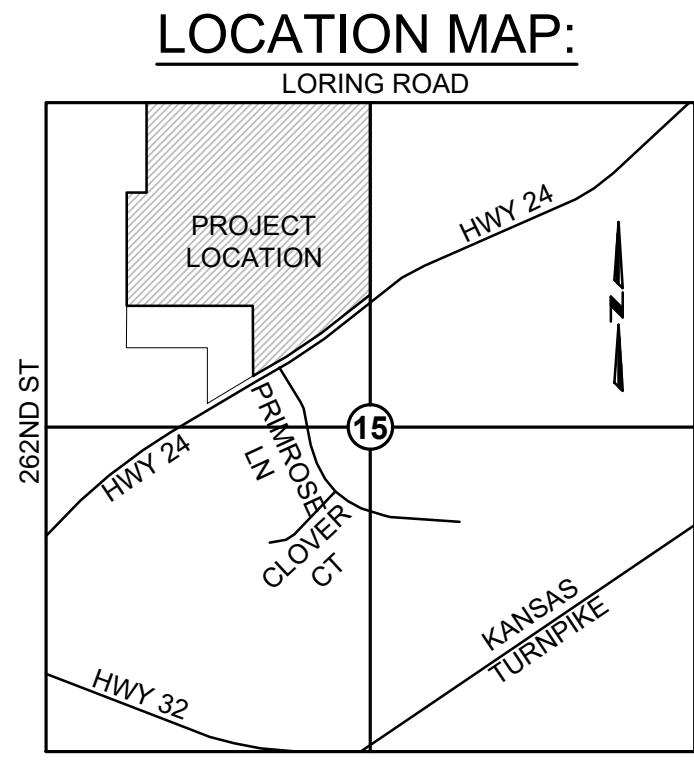 LOCATION MAP:
LORING ROAD
PROJECT
LOCATION
HWY 24
N
262ND ST
15
HWY 24
PRIMROSE
LN
CLOVER
CT
KANSAS
TURNPIKE
HWY 32